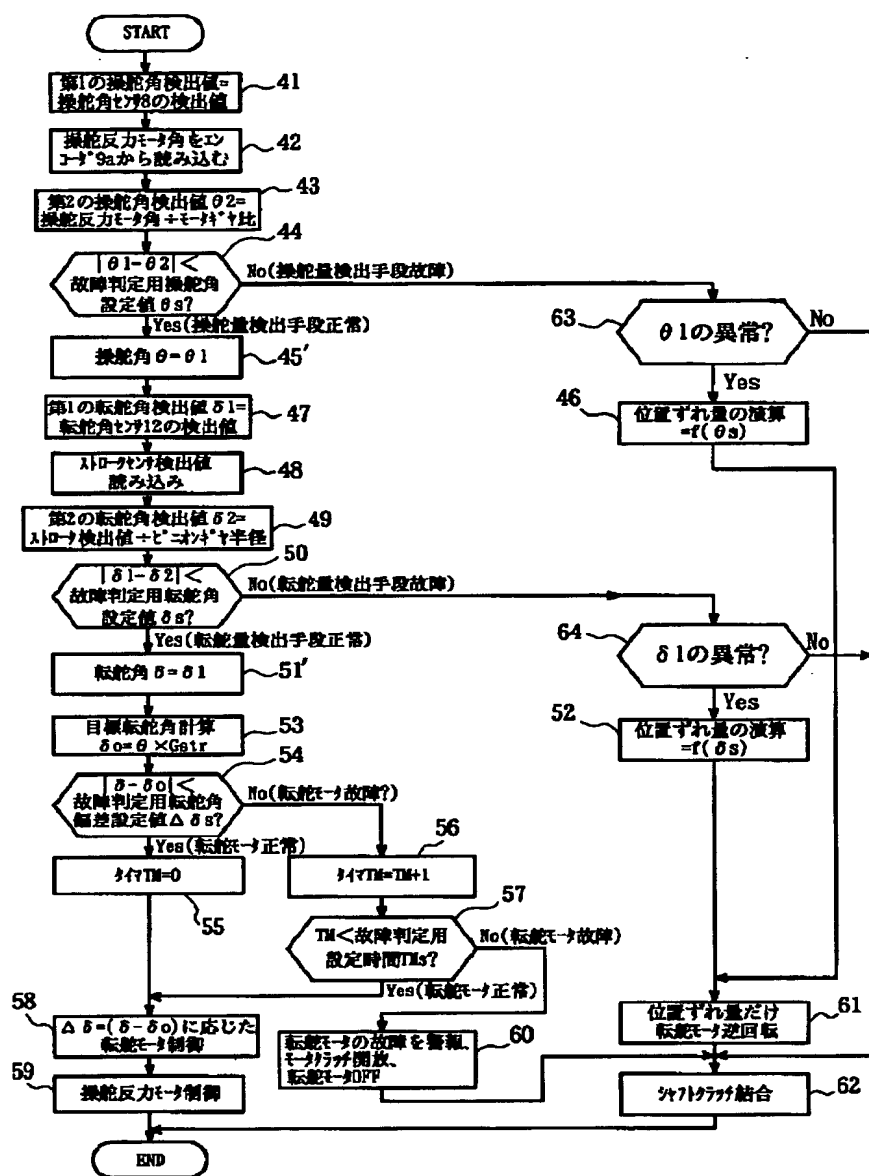 START
第1の操舵角検出値=
操舵角センサ8の検出値
41
操舵反力モータ角をエン
コーダ9aから読み込む
42
第2の操舵角検出値θ2=
操舵反力モータ角÷モータギヤ比
43
|θ1-θ2|<
故障判定用操舵角
設定値θs?
44
No(操舵量検出手段故障)
Yes(操舵量検出手段正常)
63
θ1の異常?
No
Yes
操舵角θ=θ1
45′
46
位置ずれ量の演算
=f(θs)
第1の転舵角検出値δ1=
転舵角センサ12の検出値
47
ストロークセンサ検出値
読み込み
48
第2の転舵角検出値δ2=
ストローク検出値÷ピニオンギヤ半径
49
|δ1-δ2|<
故障判定用転舵角
設定値δs?
50
No(転舵量検出手段故障)
Yes(転舵量検出手段正常)
64
δ1の異常?
No
Yes
転舵角δ=δ1
51′
52
位置ずれ量の演算
=f(δs)
目標転舵角計算
δo=θ×Gstr
53
|δ-δo|<
故障判定用転舵角
偏差設定値△δs?
54
No(転舵モータ故障?)
Yes(転舵モータ正常)
タイマTM=0
55
タイマTM=TM+1
56
TM<故障判定用
設定時間TMs?
57
No(転舵モータ故障)
Yes(転舵モータ正常)
58
△δ=(δ-δo)に応じた
転舵モータ制御
59
操舵反力モータ制御
転舵モータの故障を警報、
モータクラッチ開放、
転舵モータOFF
60
位置ずれ量だけ
転舵モータ逆回転
61
シャフトクラッチ結合
62
END